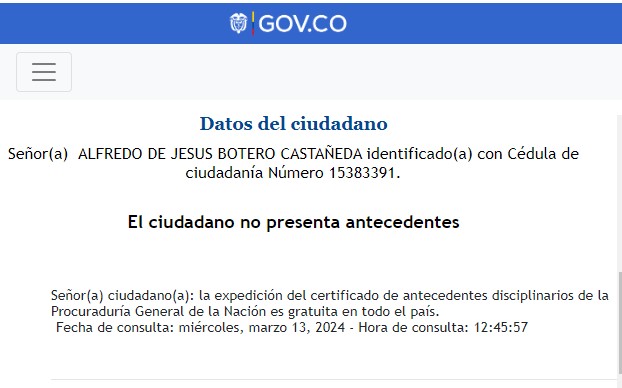 GOV.CO
Datos del ciudadano
Señor(a) ALFREDO DE JESUS BOTERO CASTAÑEDA identificado(a) con Cédula de
ciudadanía Número 15383391.
El ciudadano no presenta antecedentes
Señor(a) ciudadano(a): la expedición del certificado de antecedentes disciplinarios de la
Procuraduría General de la Nación es gratuita en todo el país.
Fecha de consulta: miércoles, marzo 13, 2024 - Hora de consulta: 12:45:57